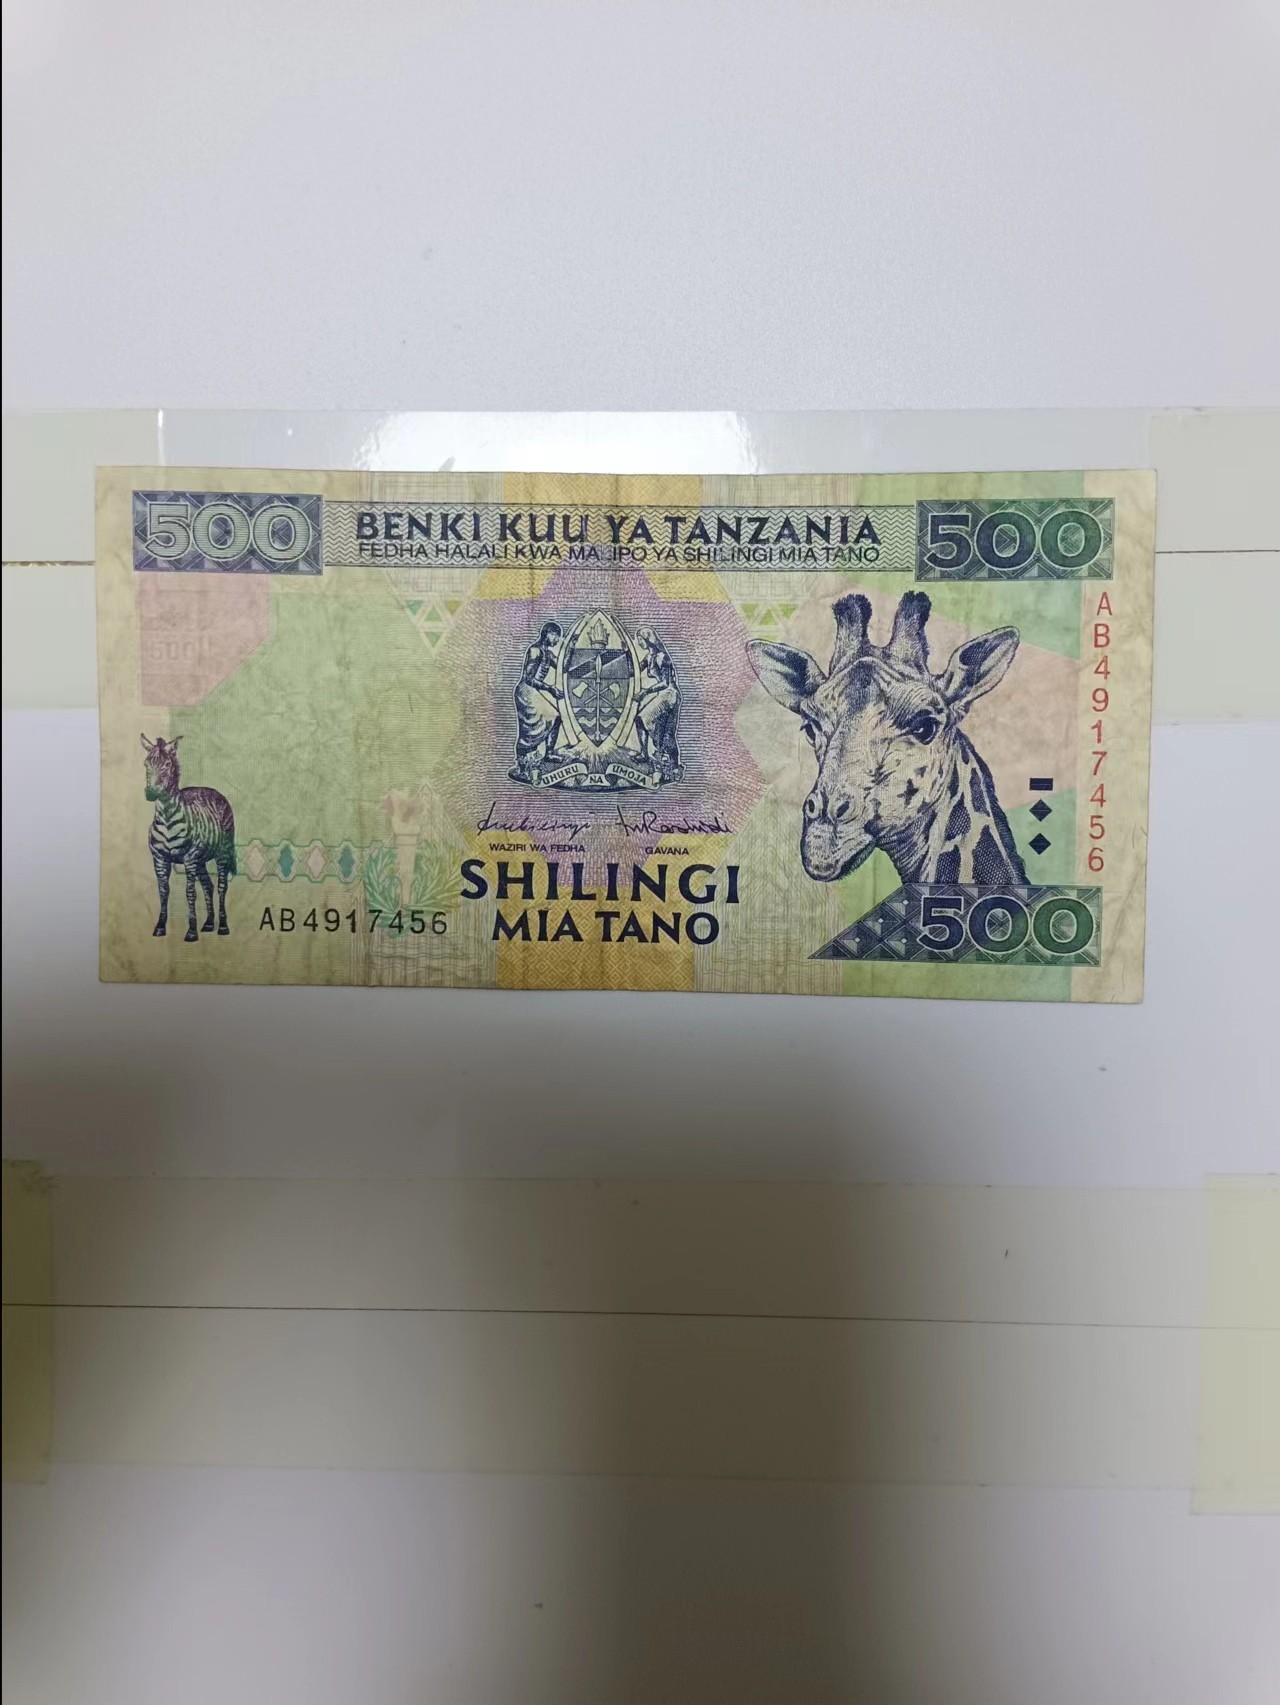 500
BENKI KUU YA TANZANIA
500
FEDHA HALALI KWA MALIPO YA SHILINGI MIA TANO
AB4917456
500
UHURU NA UMOJA
WAZIRI WA FEDHA
GAVANA
SHILINGI
MIA TANO
AB4917456
500